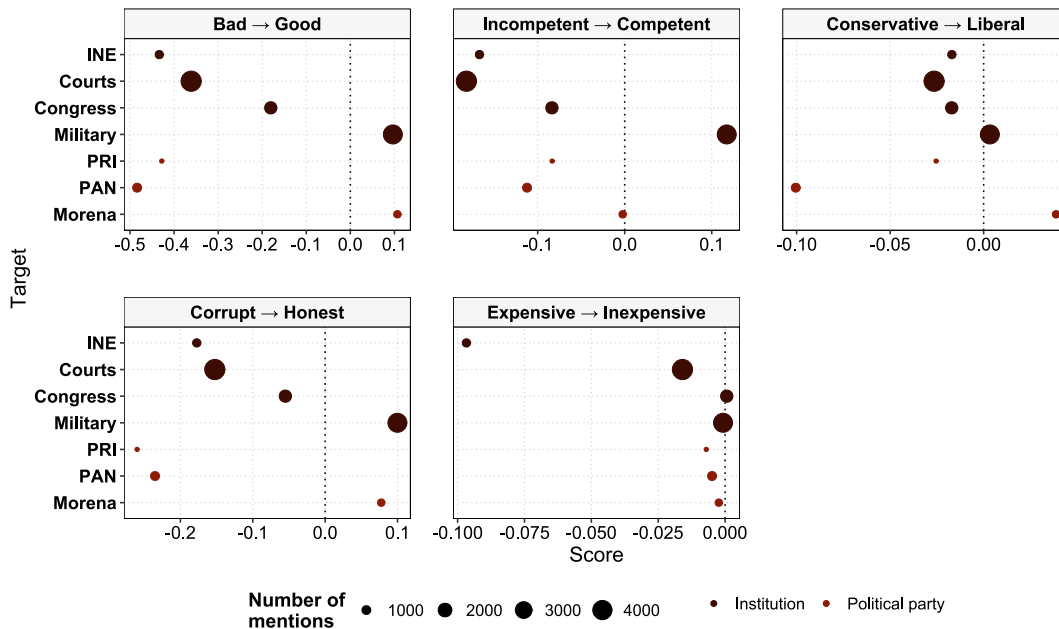 Bad → Good
Incompetent → Competent
Conservative → Liberal
INE
Courts
Congress
Military
PRI
PAN
Morena
-0.5 -0.4 -0.3 -0.2 -0.1 0.0 0.1
-0.1 0.0 0.1
-0.10 -0.05 0.00
Target
Corrupt → Honest
Expensive → Inexpensive
INE
Courts
Congress
Military
PRI
PAN
Morena
-0.2 -0.1 0.0 0.1
-0.100 -0.075 -0.050 -0.025 0.000
Score
Number of
mentions
1000 2000 3000 4000
Institution Political party